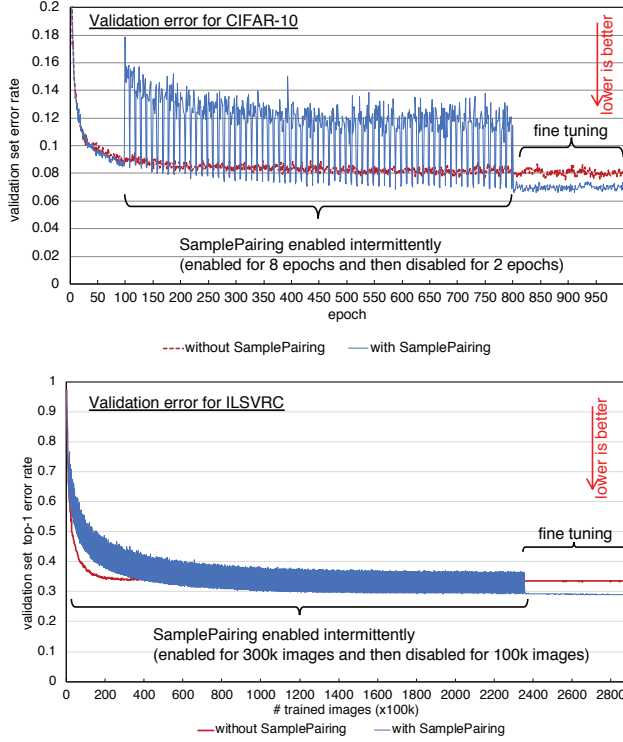 Validation error for CIFAR-10
lower is better
validation set error rate
0.2
0.18
0.16
0.14
0.12
0.1
0.08
0.06
0.04
0.02
0
fine tuning
SamplePairing enabled intermittently
(enabled for 8 epochs and then disabled for 2 epochs)
0 50 100 150 200 250 300 350 400 450 500 550 600 650 700 750 800 850 900 950
epoch
without SamplePairing with SamplePairing
Validation error for ILSVRC
lower is better
validation set top-1 error rate
1
0.9
0.8
0.7
0.6
0.5
0.4
0.3
0.2
0.1
0
fine tuning
SamplePairing enabled intermittently
(enabled for 300k images and then disabled for 100k images)
0 200 400 600 800 1000 1200 1400 1600 1800 2000 2200 2400 2600 2800
# trained images (x100k)
without SamplePairing with SamplePairing